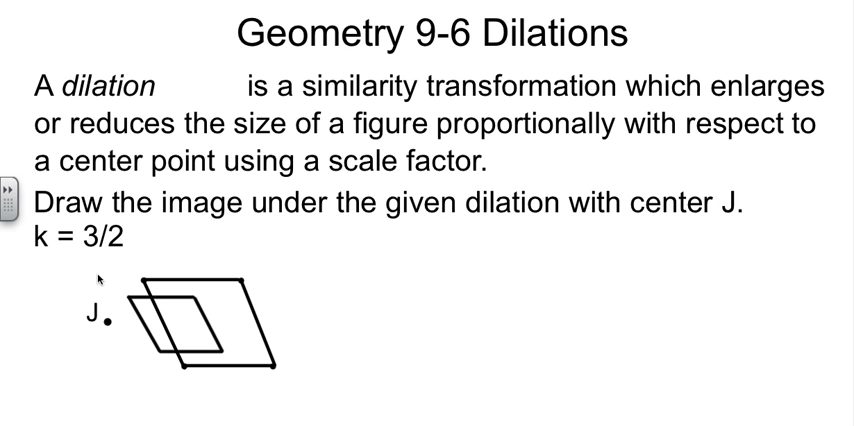 Geometry 9-6 Dilations
A dilation is a similarity transformation which enlarges
or reduces the size of a figure proportionally with respect to
a center point using a scale factor.
Draw the image under the given dilation with center J.
k = 3/2
J